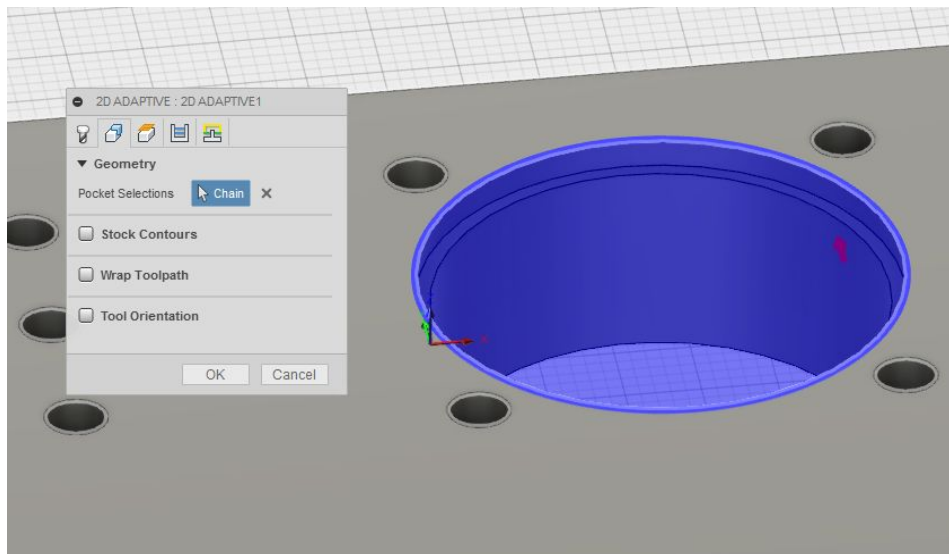 2D ADAPTIVE : 2D ADAPTIVE1
Geometry
Pocket Selections Chain
Stock Contours
Wrap Toolpath
Tool Orientation
OK Cancel